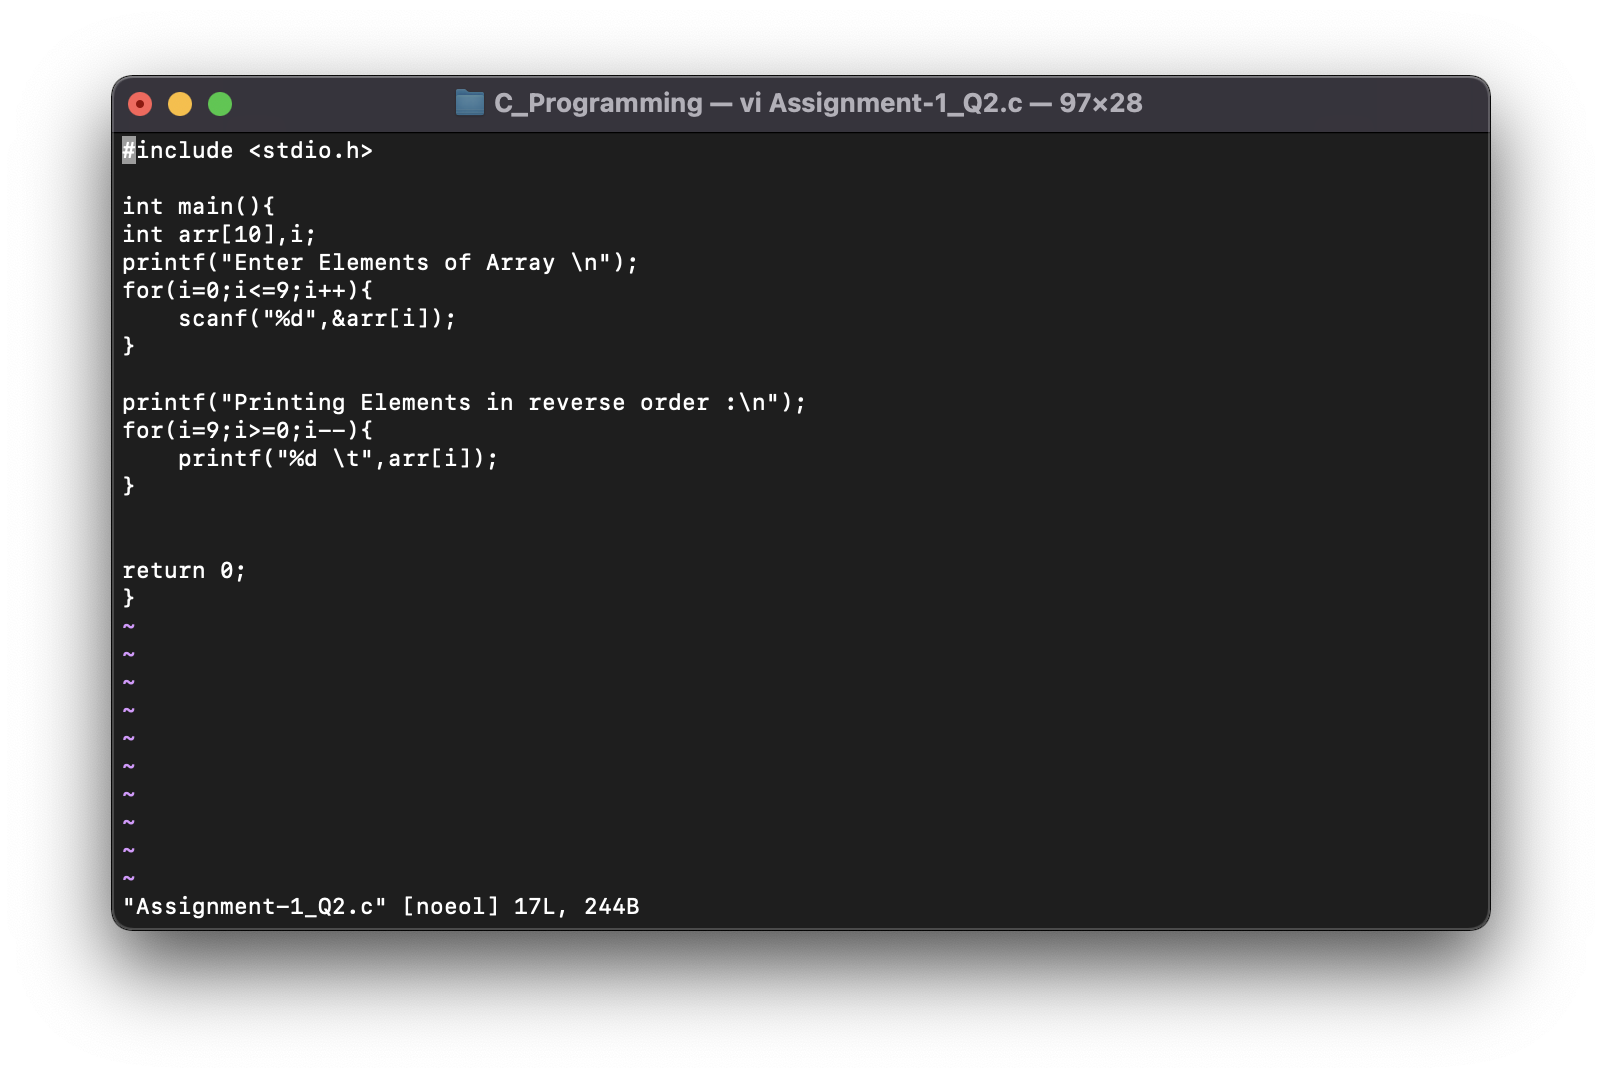 C_Programming — vi Assignment-1_Q2.c — 97×28
#include <stdio.h>

int main(){
int arr[10],i;
printf("Enter Elements of Array \n");
for(i=0;i<=9;i++){
    scanf("%d",&arr[i]);
}

printf("Printing Elements in reverse order :\n");
for(i=9;i>=0;i--){
    printf("%d \t",arr[i]);
}


return 0;
}
~
~
~
~
~
~
~
~
~
~
"Assignment-1_Q2.c" [noeol] 17L, 244B